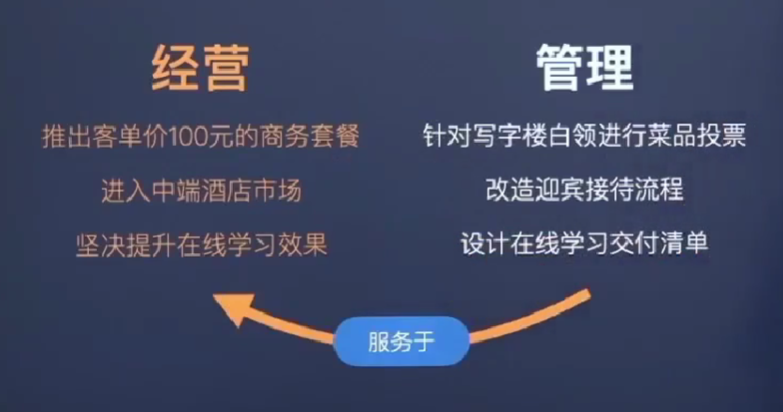 经营
管理
推出客单价100元的商务套餐
针对写字楼白领进行菜品投票
进入中端酒店市场
改造迎宾接待流程
坚决提升在线学习效果
设计在线学习交付清单
服务于